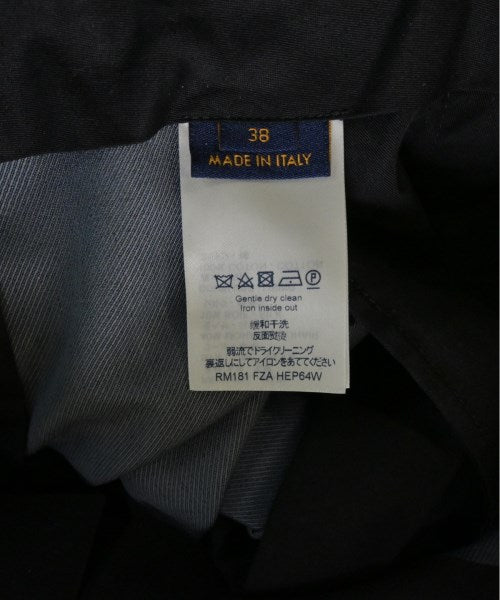 38
MADE IN ITALY
Gentle dry clean
Iron inside out
缓和干洗
反面熨烫
弱流でドライクリーニング
裏返しにしてアイロンをあててください
RM181 FZA HEP64W